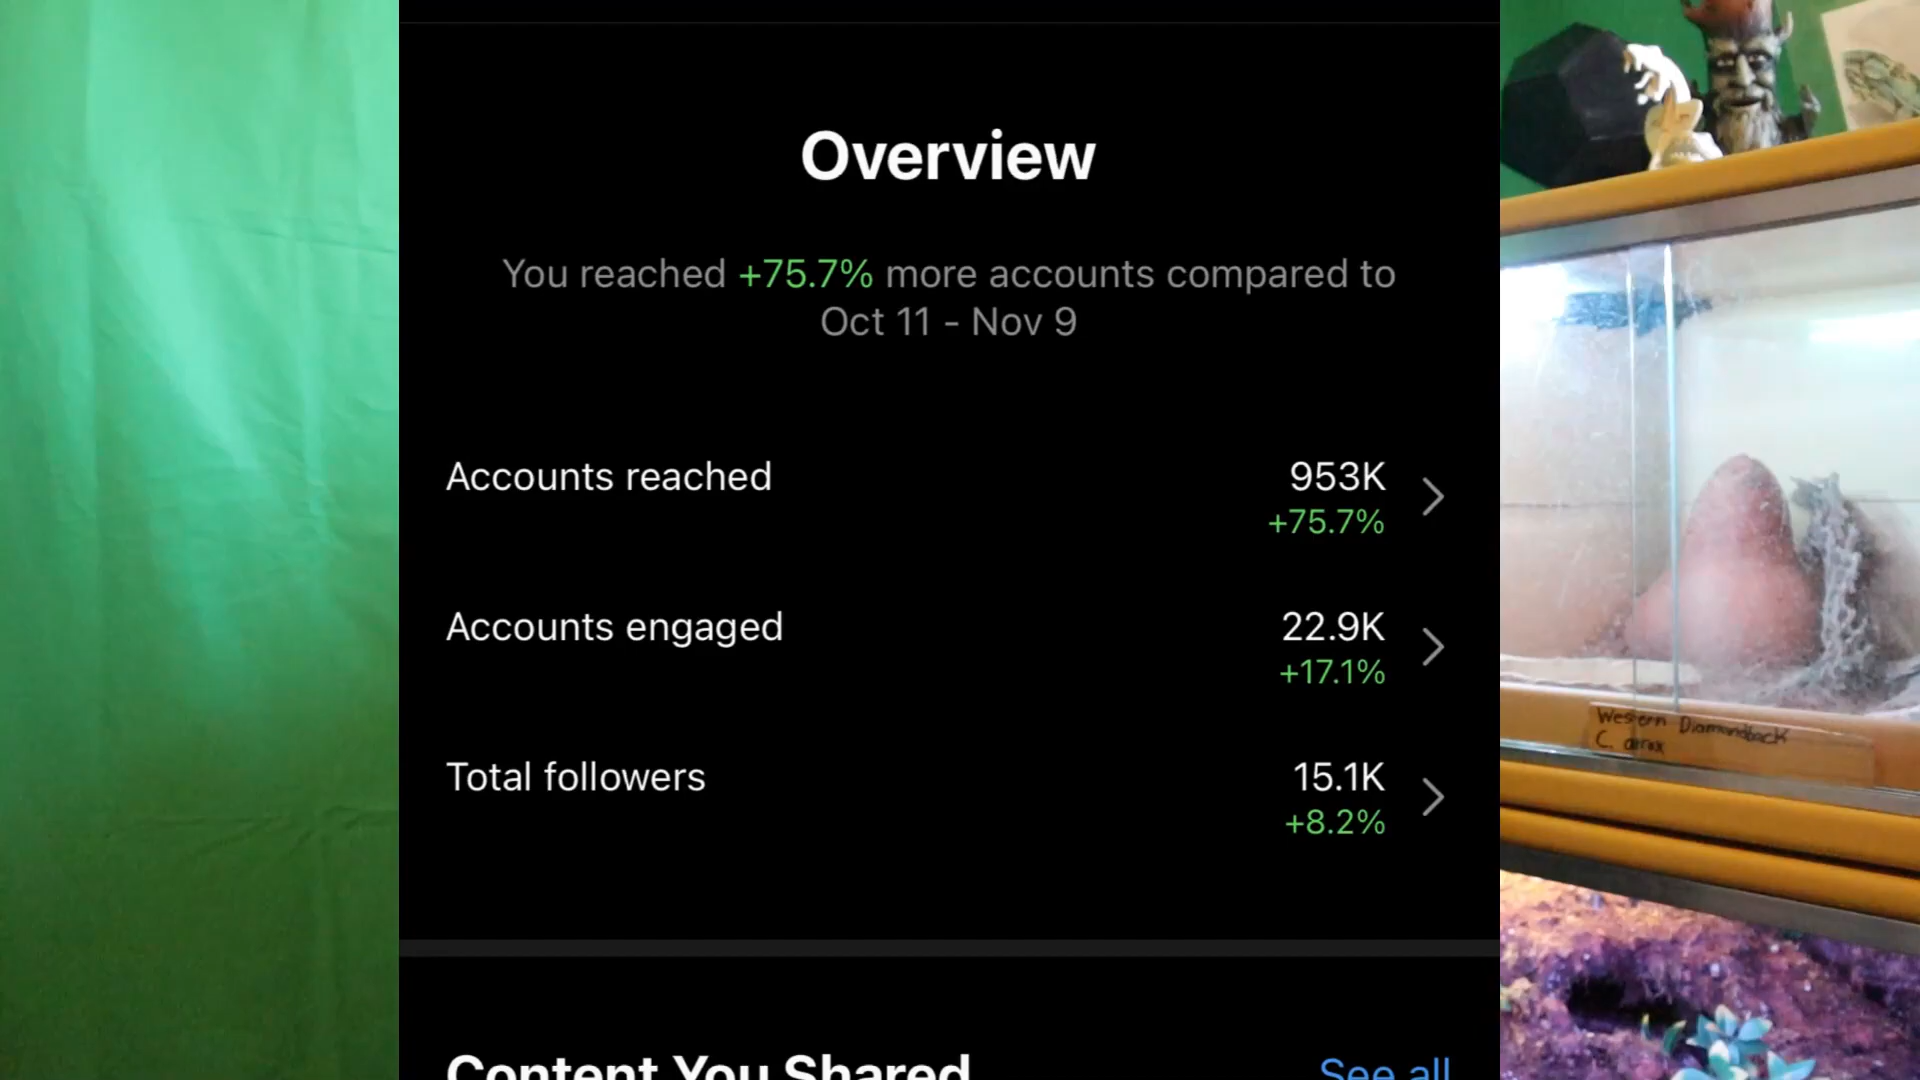 Overview
You reached +75.7% more accounts compared to
Oct 11 - Nov 9
Accounts reached
953K
+75.7%
Accounts engaged
22.9K
+17.1%
Total followers
15.1K
+8.2%
Content You Shared
See all
Western Diamondback
C. atrox